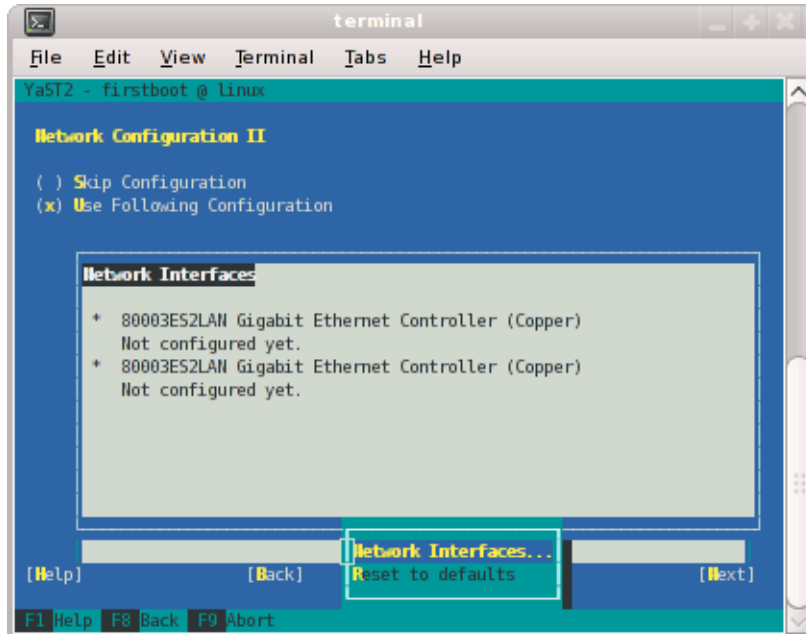 terminal
File Edit View Terminal Tabs Help
YaST2 - firstboot @ linux
Network Configuration II
( ) Skip Configuration
(x) Use Following Configuration
Network Interfaces
* 80003ES2LAN Gigabit Ethernet Controller (Copper)
Not configured yet.
* 80003ES2LAN Gigabit Ethernet Controller (Copper)
Not configured yet.
Network Interfaces...
[Help] [Back] Reset to defaults [Next]
F1 Help F8 Back F9 Abort